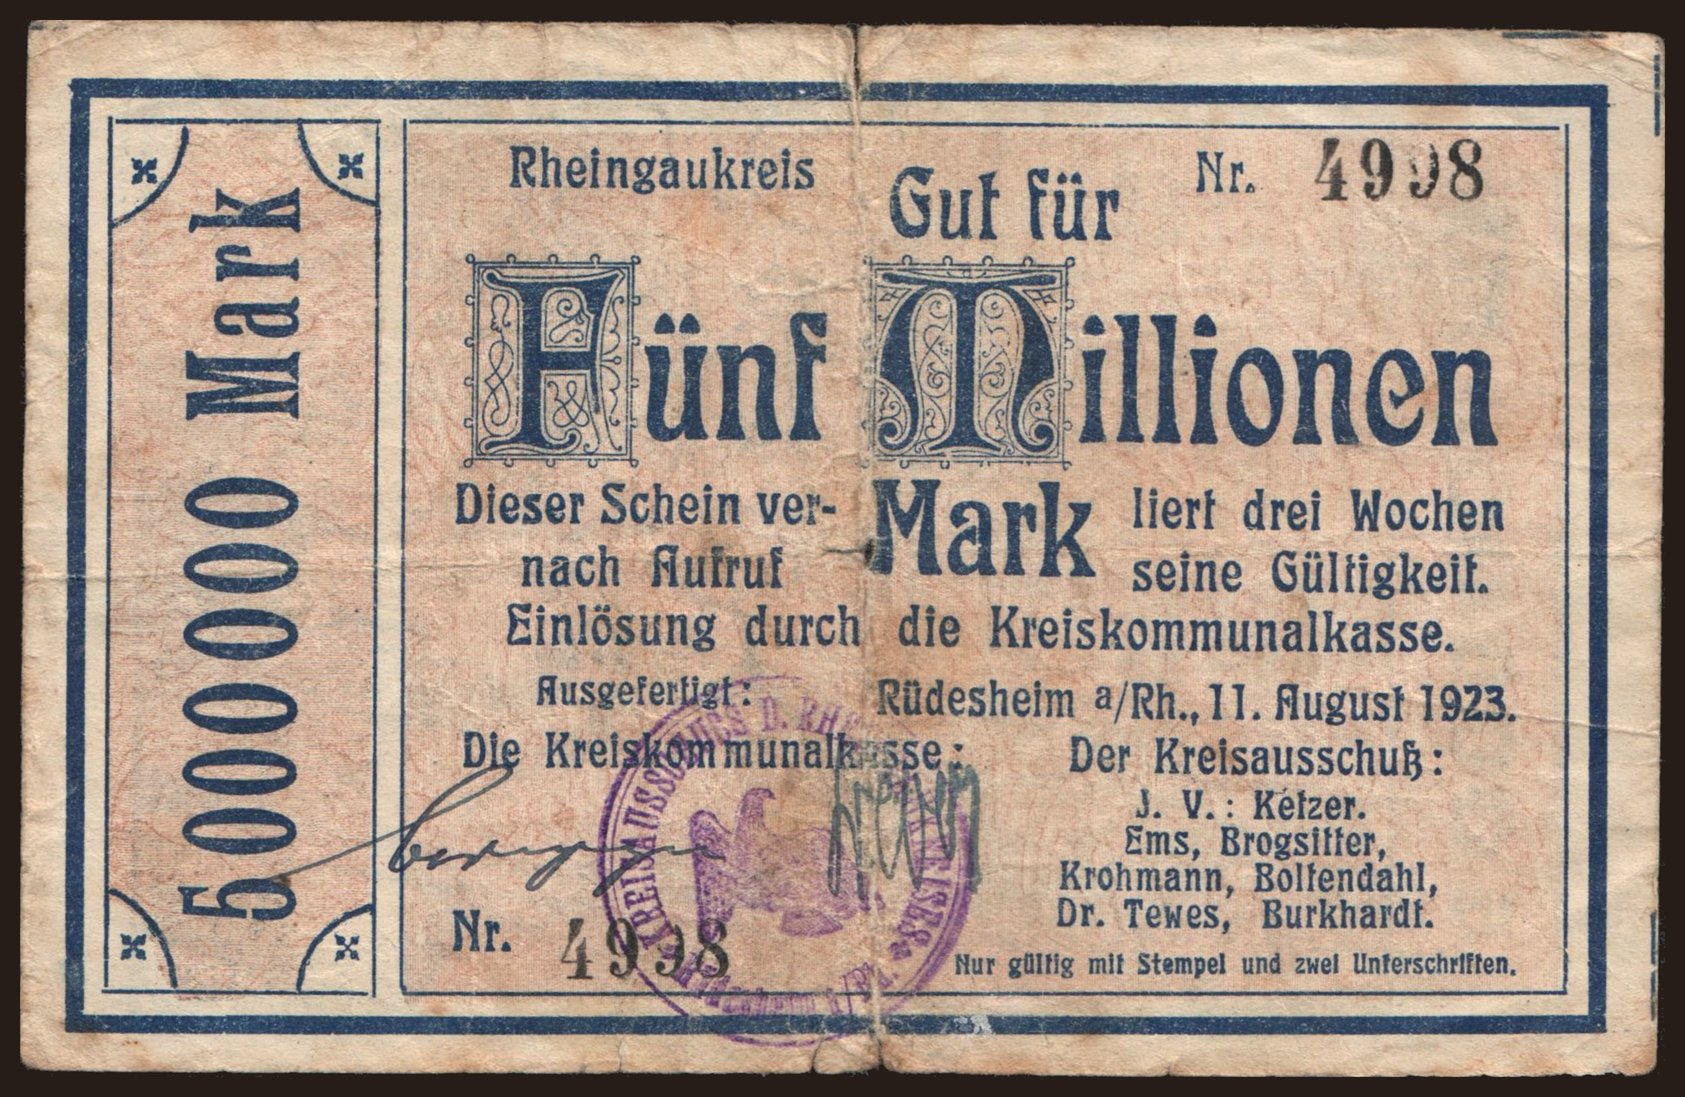 5000000 Mark
Rheingaukreis
Gut für
Nr. 4998
Fünf Millionen
Mark
Dieser Schein ver- liert drei Wochen
nach Aufruf seine Gültigkeit.
Einlösung durch die Kreiskommunalkasse.
Ausgefertigt:
Rüdesheim a/Rh., 11. August 1923.
Die Kreiskommunalkasse:
Der Kreisausschuß:
J. V.: Ketzer.
Ems, Brogsitter,
Krohmann, Boltendahl,
Dr. Tewes, Burkhardt.
Nr. 4998
KREISAUSSCHUSS D.
Nur gültig mit Stempel und zwei Unterschriften.